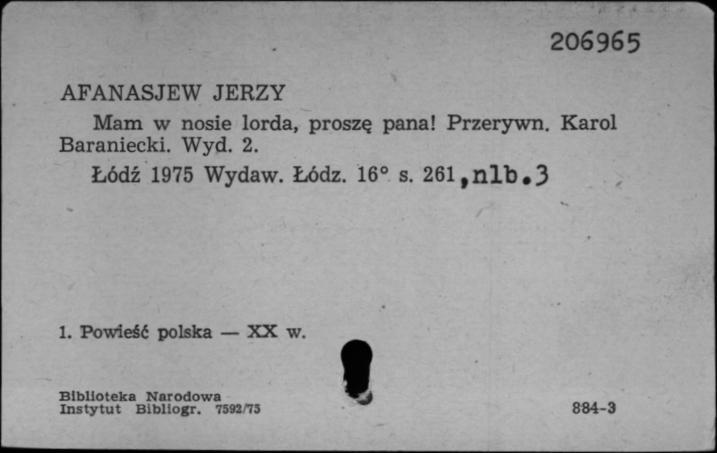 206965
AFANASJEW JERZY
Mam w nosie lorda, proszę pana! Przerywn. Karol
Baraniecki. Wyd. 2.
Łódź 1975 Wydaw. Łódz. 16° s. 261, nlb.3
1. Powieść polska — XX w.
Biblioteka Narodowa
Instytut Bibliogr. 7592/75
884-3